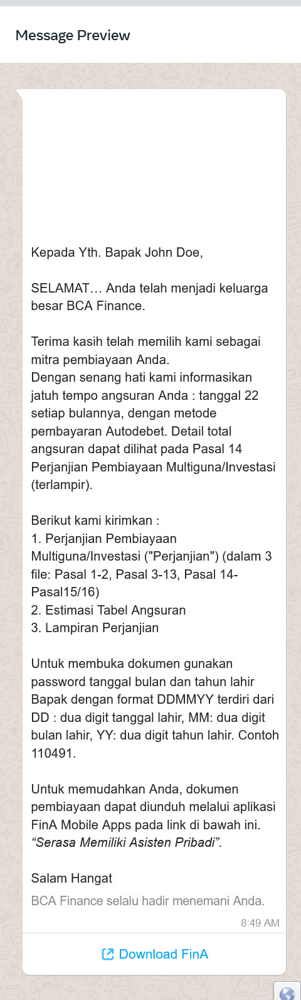 Message Preview
Kepada Yth. Bapak John Doe,
SELAMAT... Anda telah menjadi keluarga
besar BCA Finance.
Terima kasih telah memilih kami sebagai
mitra pembiayaan Anda.
Dengan senang hati kami informasikan
jatuh tempo angsuran Anda : tanggal 22
setiap bulannya, dengan metode
pembayaran Autodebet. Detail total
angsuran dapat dilihat pada Pasal 14
Perjanjian Pembiayaan Multiguna/Investasi
(terlampir).
Berikut kami kirimkan :
1. Perjanjian Pembiayaan
Multiguna/Investasi ("Perjanjian") (dalam 3
file: Pasal 1-2, Pasal 3-13, Pasal 14-
Pasal15/16)
2. Estimasi Tabel Angsuran
3. Lampiran Perjanjian
Untuk membuka dokumen gunakan
password tanggal bulan dan tahun lahir
Bapak dengan format DDMMYY terdiri dari
DD : dua digit tanggal lahir, MM: dua digit
bulan lahir, YY: dua digit tahun lahir. Contoh
110491.
Untuk memudahkan Anda, dokumen
pembiayaan dapat diunduh melalui aplikasi
FinA Mobile Apps pada link di bawah ini.
“Serasa Memiliki Asisten Pribadi”.
Salam Hangat
BCA Finance selalu hadir menemani Anda.
8:49 AM
Download FinA